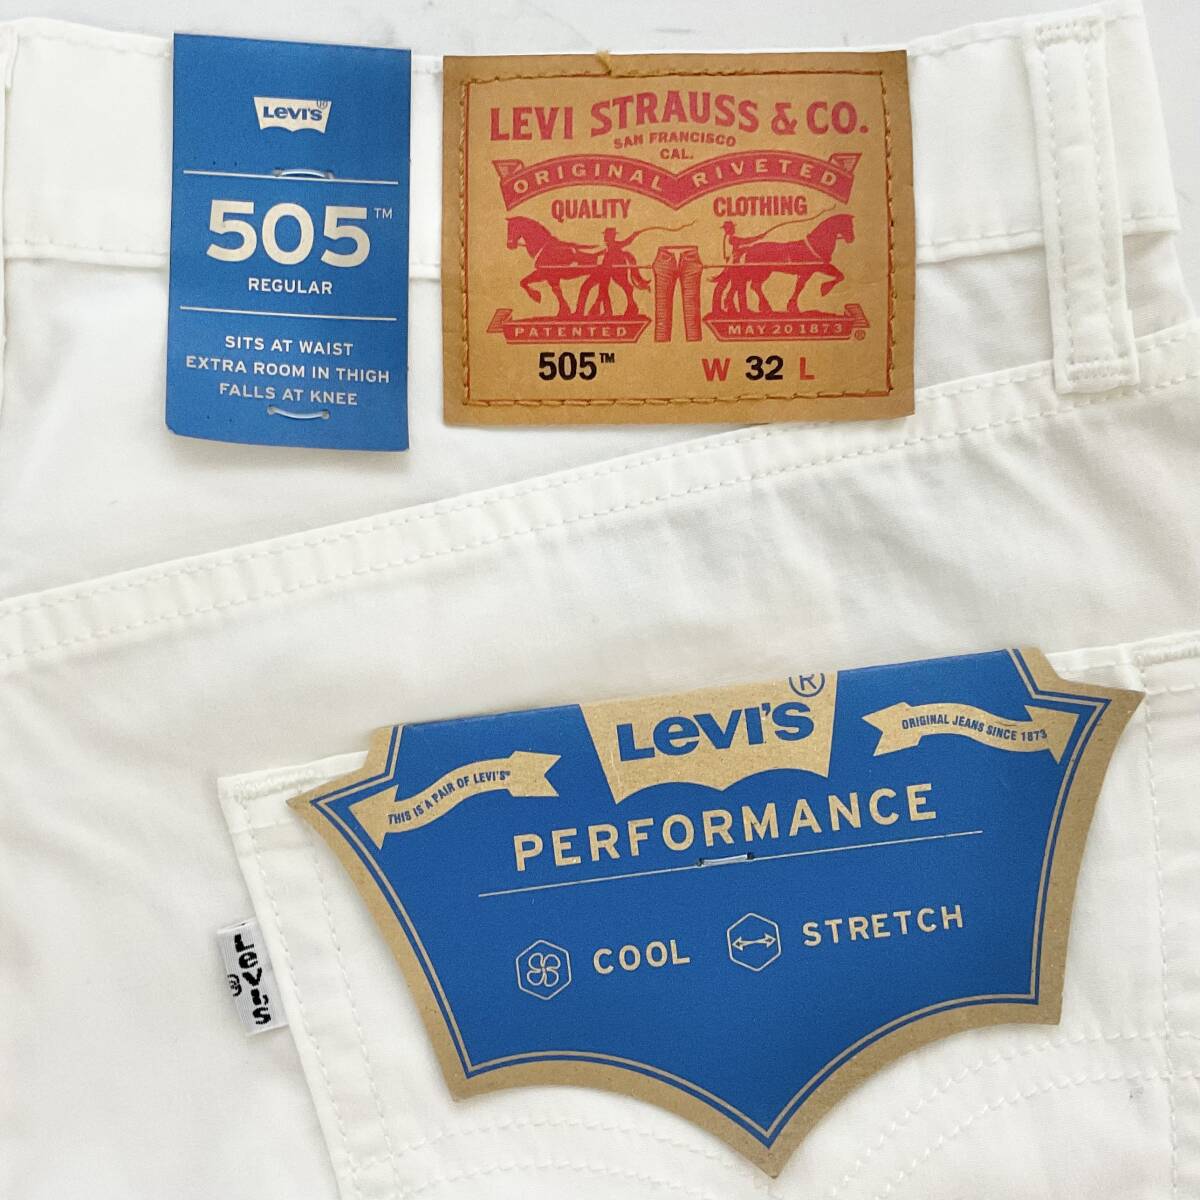 LEVI'S®
505™
REGULAR
SITS AT WAIST
EXTRA ROOM IN THIGH
FALLS AT KNEE
LEVI STRAUSS & CO.
SAN FRANCISCO
CAL.
ORIGINAL RIVETED
QUALITY CLOTHING
PATENTED MAY 20 1873 ®
505™ W 32 L
LEVI'S®
THIS IS A PAIR OF LEVI'S®
ORIGINAL JEANS SINCE 1873
PERFORMANCE
COOL STRETCH
LEVI'S®